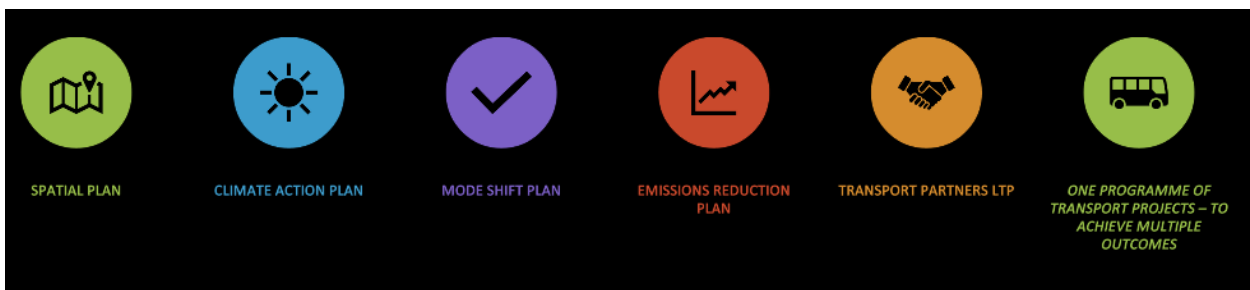 SPATIAL PLAN
CLIMATE ACTION PLAN
MODE SHIFT PLAN
EMISSIONS REDUCTION
PLAN
TRANSPORT PARTNERS LTP
ONE PROGRAMME OF
TRANSPORT PROJECTS – TO
ACHIEVE MULTIPLE
OUTCOMES